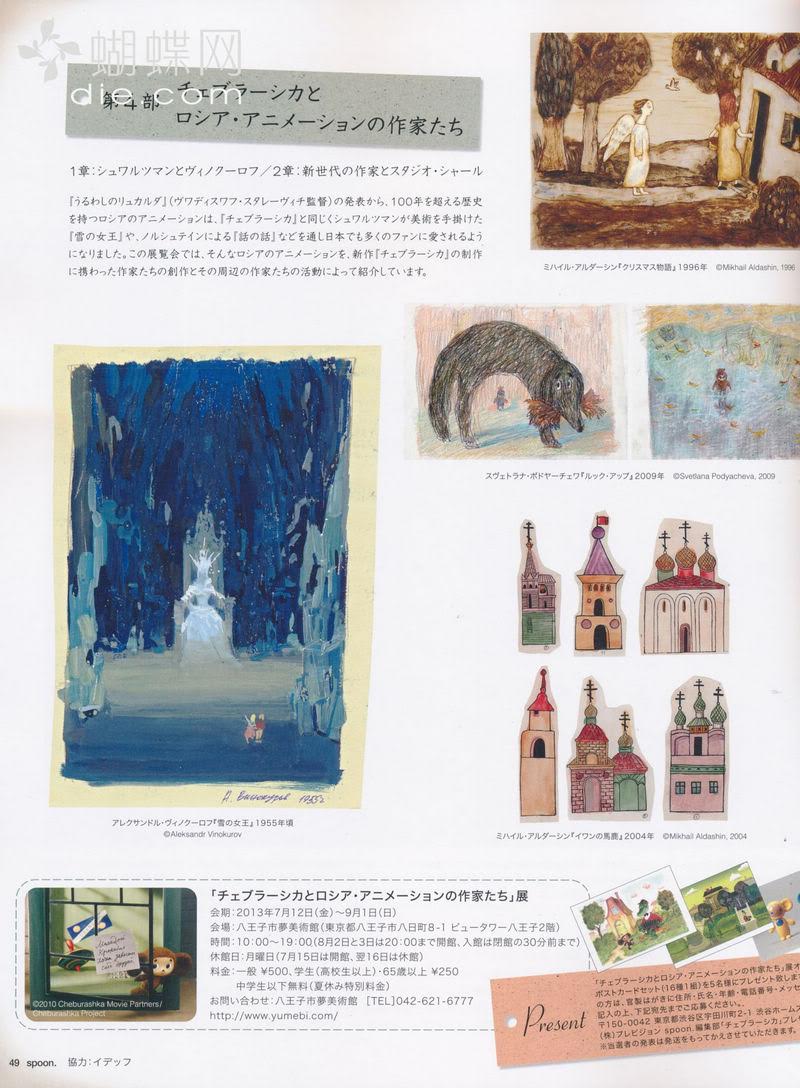 蝴蝶网
die.com
第4部 チェブラーシカと
ロシア・アニメーションの作家たち
1章：シュワルツマンとヴィノクーロフ／2章：新世代の作家とスタジオ・シャール
『うるわしのリュカルダ』（ヴワディスワフ・スタレーヴィチ監督）の発表から、100年を超える歴史
を持つロシアのアニメーションは、『チェブラーシカ』と同じくシュワルツマンが美術を手掛けた
『雪の女王』や、ノルシュテインによる『話の話』などを通し日本でも多くのファンに愛されるよう
になりました。この展覧会では、そんなロシアのアニメーションを、新作『チェブラーシカ』の制作
に携わった作家たちの創作とその周辺の作家たちの活動によって紹介しています。
ミハイル・アルダーシン『クリスマス物語』1996年 ©Mikhail Aldashin, 1996
スヴェトラナ・ポドヤーチェワ『ルック・アップ』2009年 ©Svetlana Podyacheva, 2009
А. Винокуров 1955г
アレクサンドル・ヴィノクーロフ『雪の女王』1955年頃
©Aleksandr Vinokurov
ミハイル・アルダーシン『イワンの馬鹿』2004年 ©Mikhail Aldashin, 2004
©2010 Cheburashka Movie Partners/
Cheburashka Project
「チェブラーシカとロシア・アニメーションの作家たち」展
会期：2013年7月12日（金）〜9月1日（日）
会場：八王子市夢美術館（東京都八王子市八日町8-1 ビュータワー八王子2階）
時間：10:00〜19:00（8月2日と3日は20:00まで開館、入館は閉館の30分前まで）
休館日：月曜日（7月15日は開館、翌16日は休館）
料金：一般 ¥500、学生（高校生以上）・65歳以上 ¥250
中学生以下無料（夏休み特別料金）
お問い合わせ：八王子市夢美術館 [TEL]042-621-6777
http://www.yumebi.com/
Present
「チェブラーシカとロシア・アニメーションの作家たち」展オ
ポストカードセット（16種1組）を5名様にプレゼント致しま
の方は、官製はがきに住所・氏名・年齢・電話番号・メッセ
記入の上、下記宛先までご応募ください。
〒150-0042 東京都渋谷区宇田川町2-1 渋谷ホームズ
（株）プレビジョン spoon.編集部「チェブラーシカ」プレゼ
※当選者の発表は発送をもってかえさせていただきます。
49 spoon. 協力：イデッフ